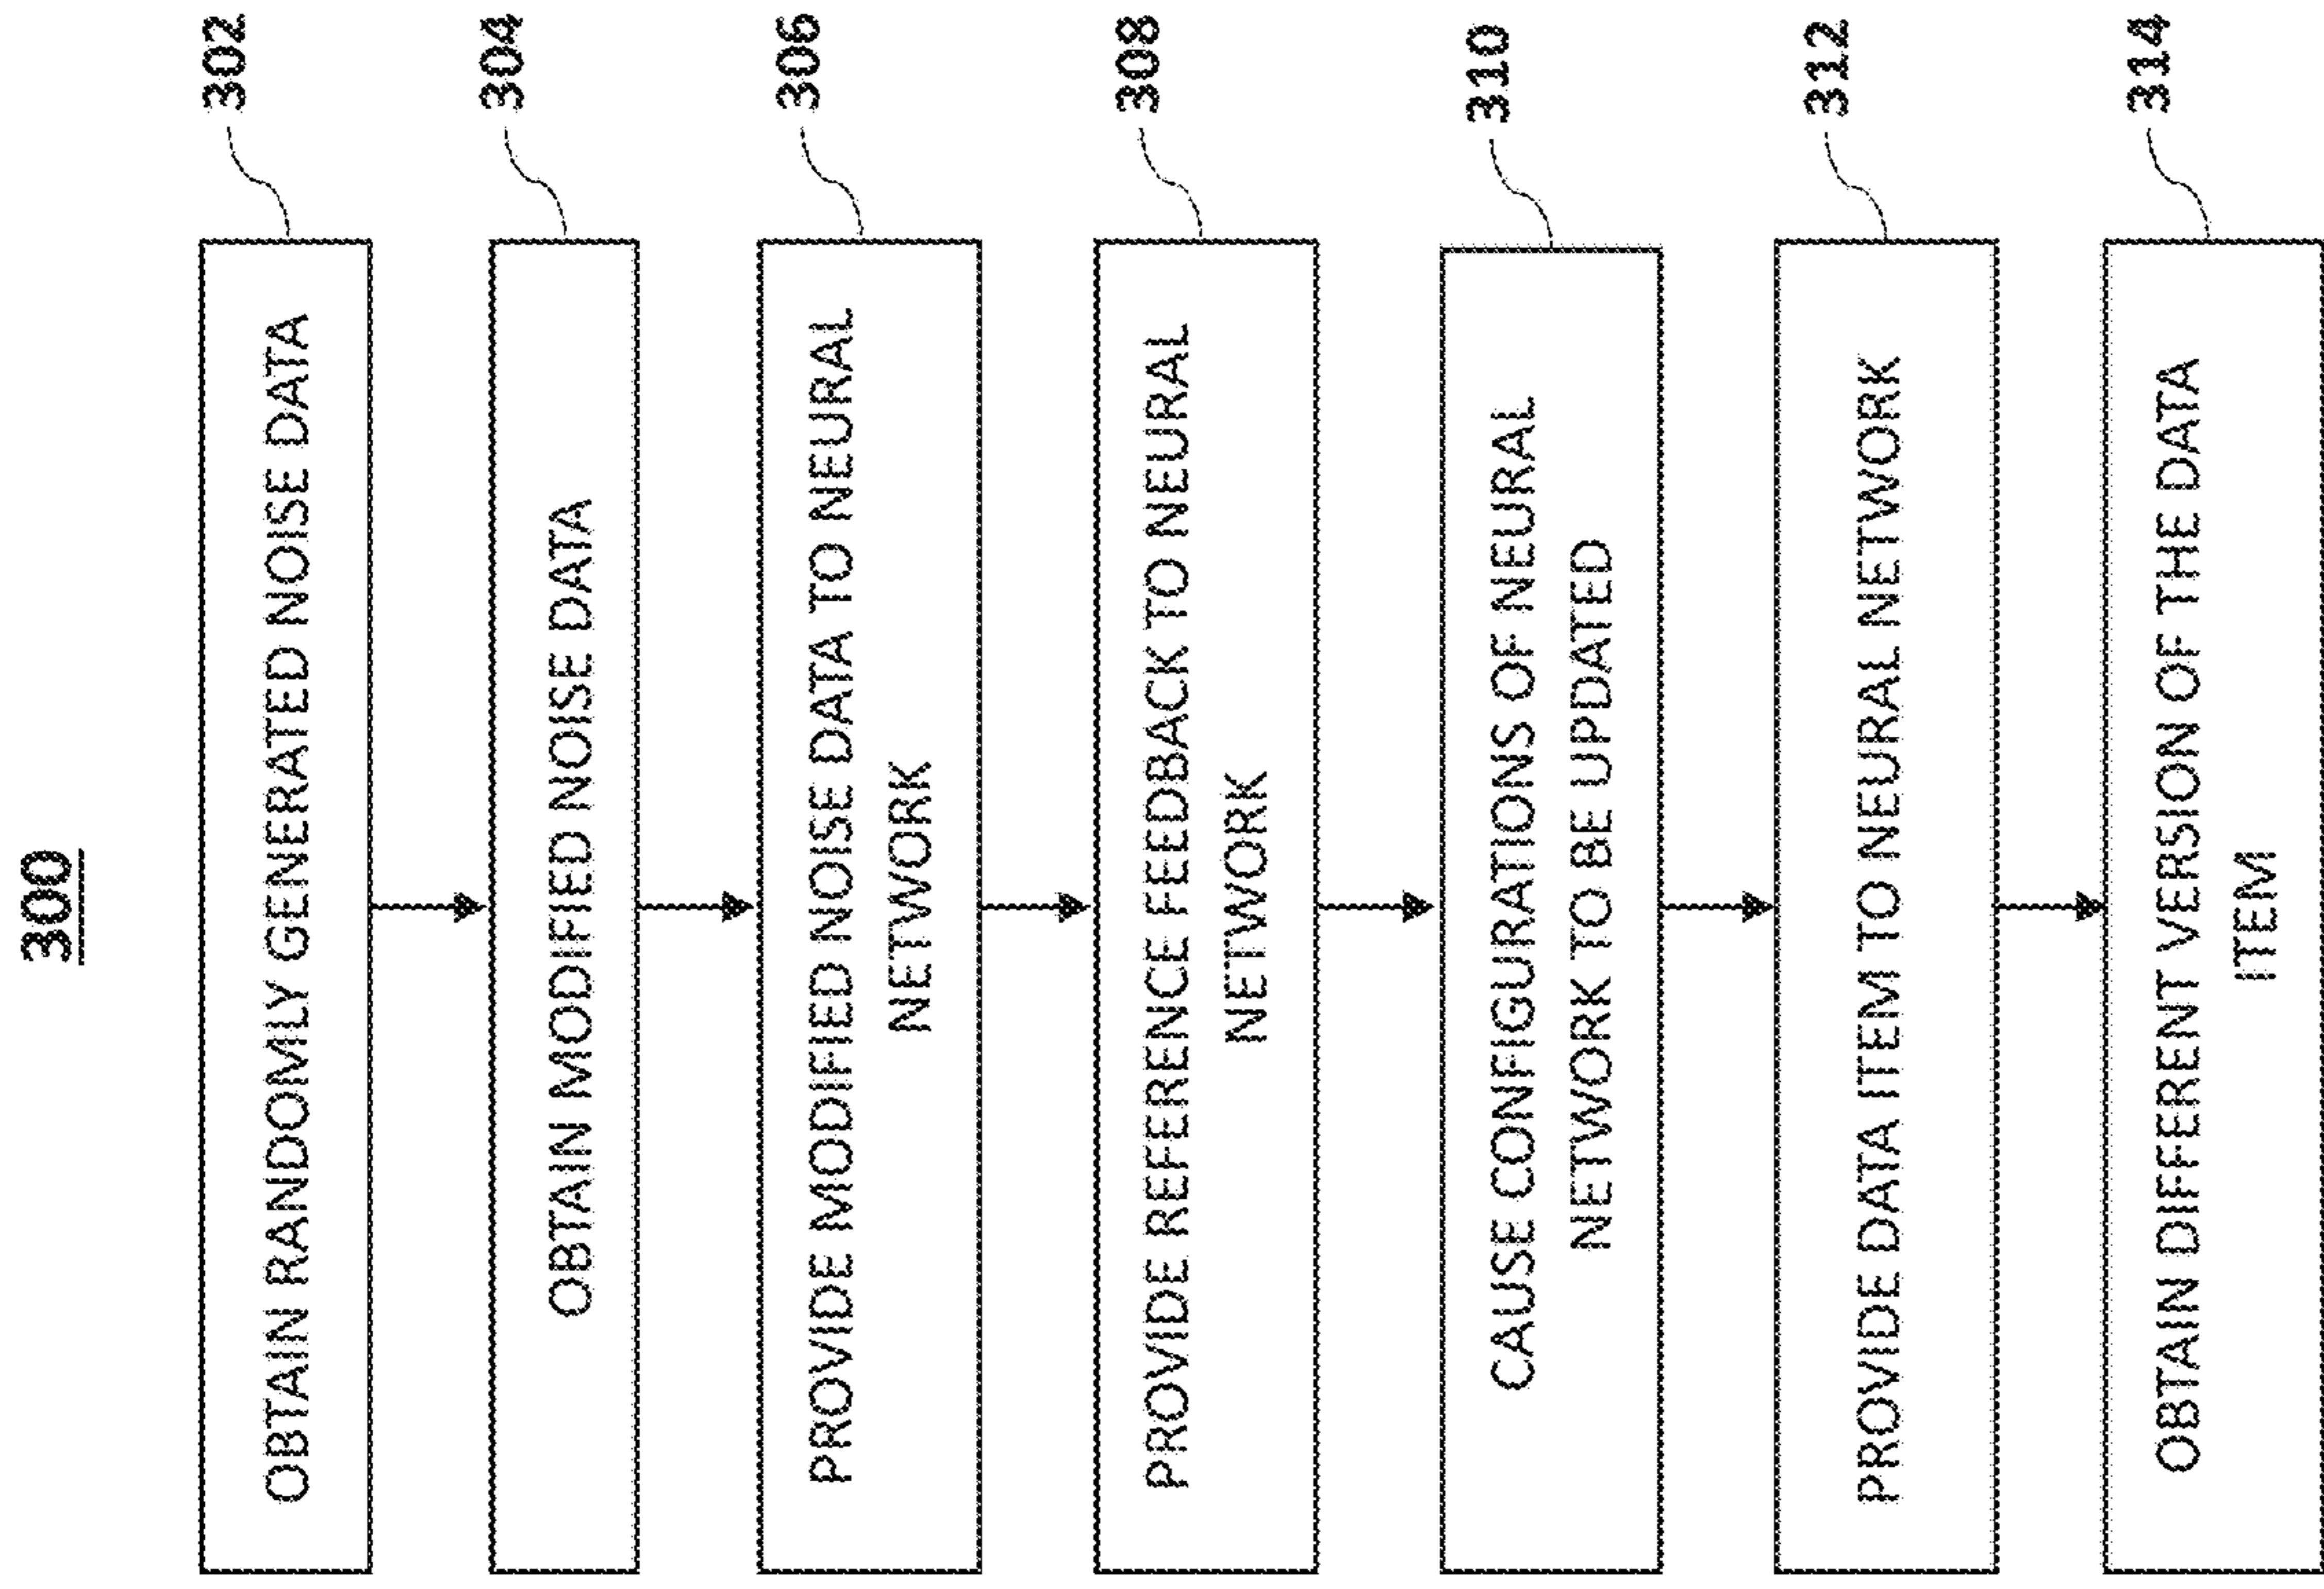 300
OBTAIN RANDOMLY GENERATED NOISE DATA
302
OBTAIN MODIFIED NOISE DATA
304
PROVIDE MODIFIED NOISE DATA TO NEURAL
NETWORK
306
PROVIDE REFERENCE FEEDBACK TO NEURAL
NETWORK
308
CAUSE CONFIGURATIONS OF NEURAL
NETWORK TO BE UPDATED
310
PROVIDE DATA ITEM TO NEURAL NETWORK
312
OBTAIN DIFFERENT VERSION OF THE DATA
ITEM
314